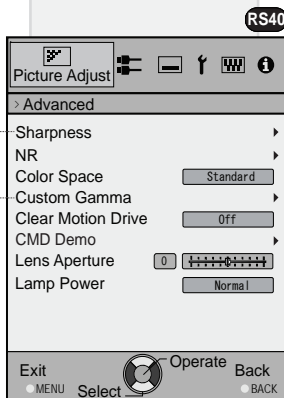 RS40
Picture Adjust
> Advanced
Sharpness
NR
Color Space Standard
Custom Gamma
Clear Motion Drive Off
CMD Demo
Lens Aperture 0
Lamp Power Normal
Exit Operate Back
MENU Select BACK